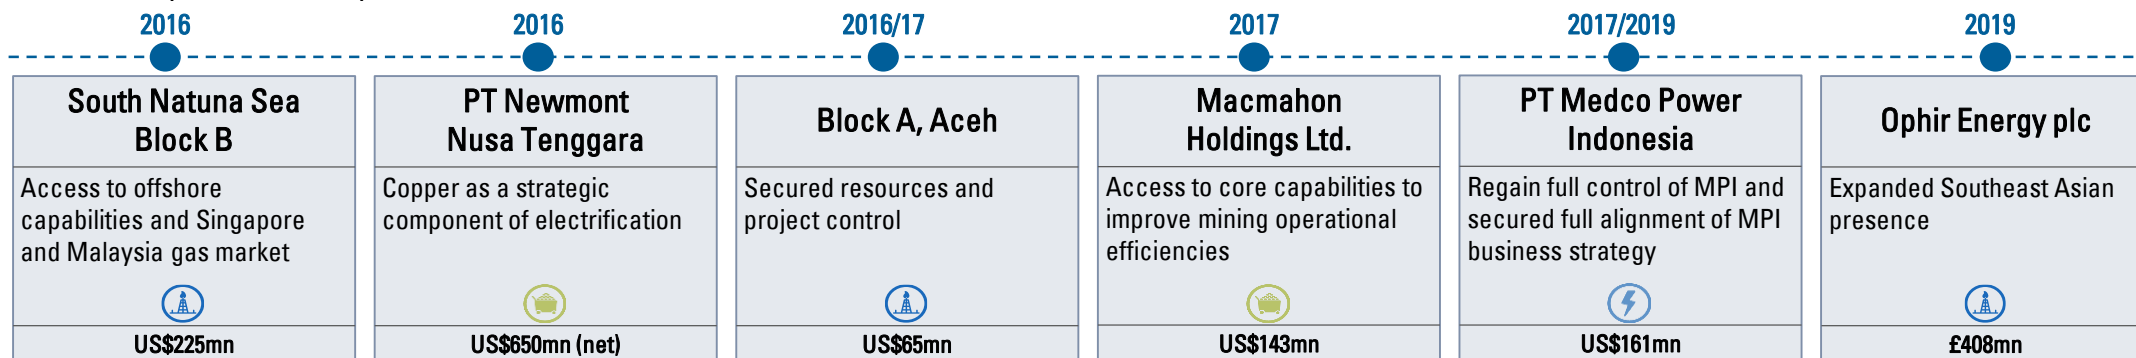 2016
South Natuna Sea
Block B
Access to offshore
capabilities and Singapore
and Malaysia gas market
US$225mn
2016
PT Newmont
Nusa Tenggara
Copper as a strategic
component of electrification
US$650mn (net)
2016/17
Block A, Aceh
Secured resources and
project control
US$65mn
2017
Macmahon
Holdings Ltd.
Access to core capabilities to
improve mining operational
efficiencies
US$143mn
2017/2019
PT Medco Power
Indonesia
Regain full control of MPI and
secured full alignment of MPI
business strategy
US$161mn
2019
Ophir Energy plc
Expanded Southeast Asian
presence
£408mn